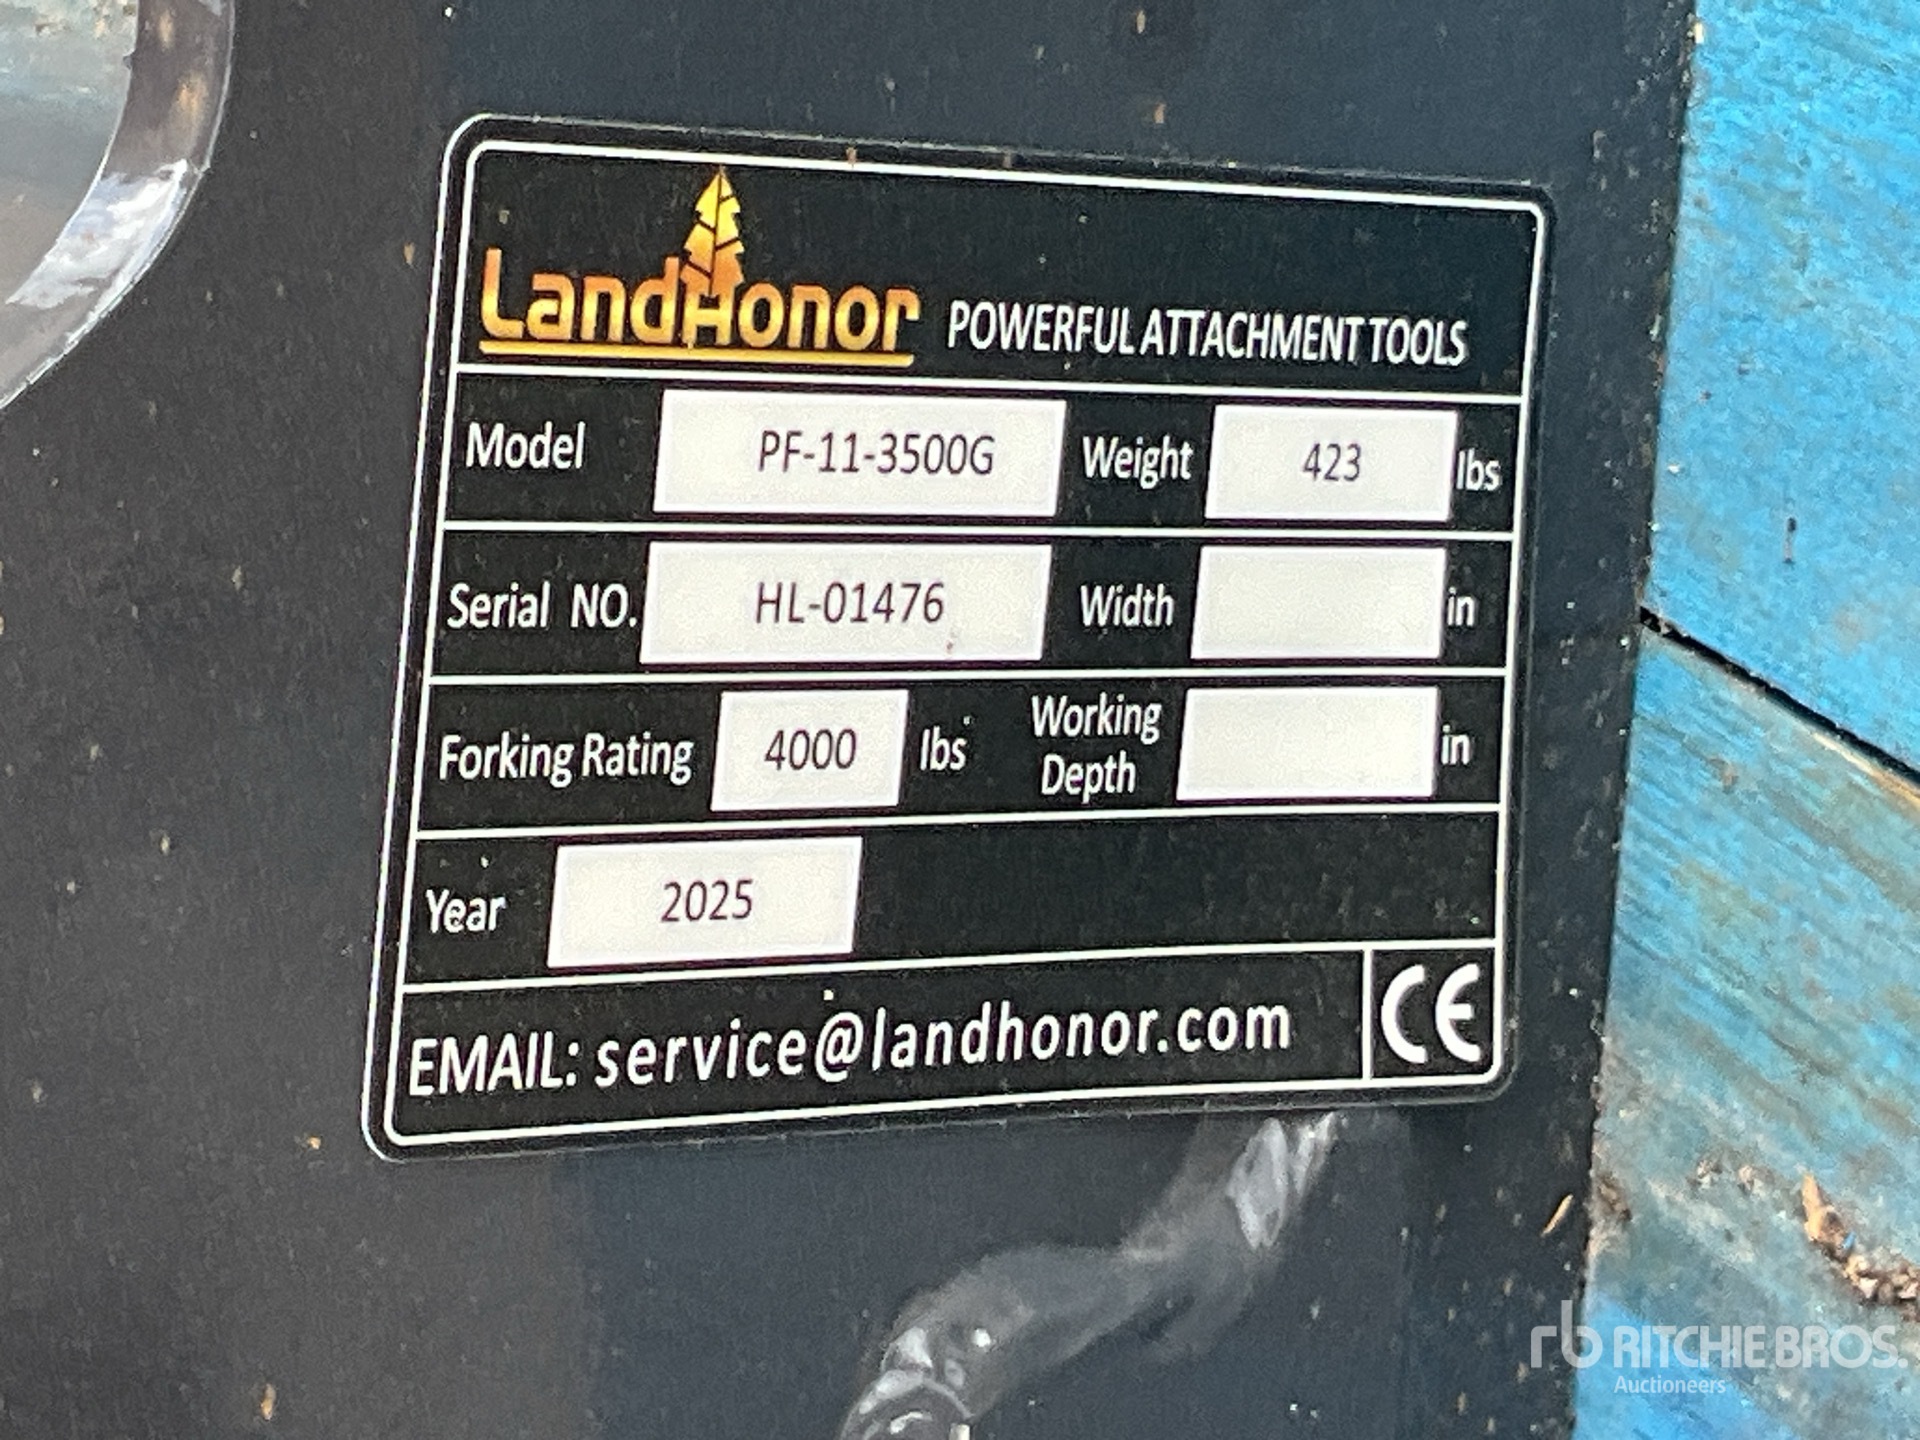 LandHonor POWERFUL ATTACHMENT TOOLS
Model PF-11-3500G Weight 423 lbs
Serial NO. HL-01476 Width in
Forking Rating 4000 lbs Working Depth in
Year 2025
EMAIL: service@landhonor.com CE
rb RITCHIE BROS.
Auctioneers